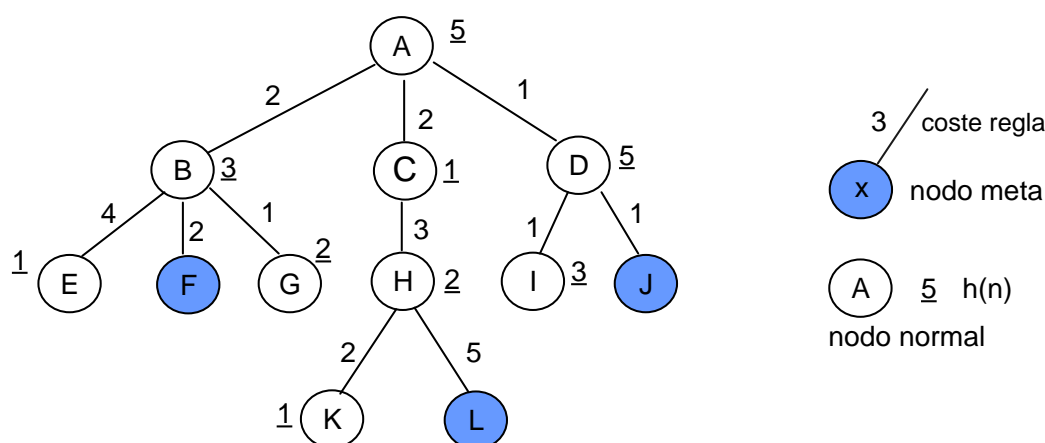 A 5
2 2 1
B 3 C 1 D 5
4 2 1 3 1 1
1 E F G 2 H 2 I 3 J
2 5
1 K L
3 coste regla
x nodo meta
A 5 h(n)
nodo normal